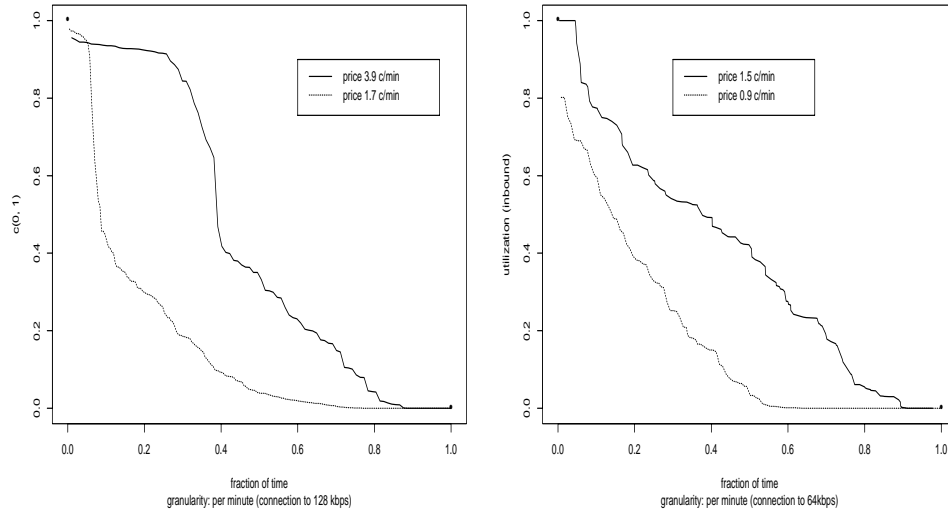 price 3.9 c/min
price 1.7 c/min
c(0, 1)
0.0
0.2
0.4
0.6
0.8
1.0
0.0
0.2
0.4
0.6
0.8
1.0
fraction of time
granularity: per minute (connection to 128 kbps)
price 1.5 c/min
price 0.9 c/min
utilization (inbound)
0.0
0.2
0.4
0.6
0.8
1.0
0.0
0.2
0.4
0.6
0.8
1.0
fraction of time
granularity: per minute (connection to 64kbps)